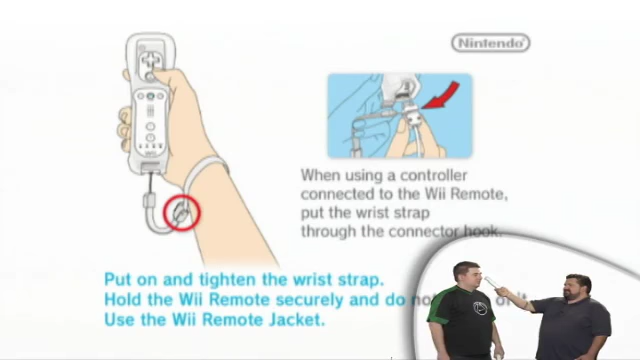 Nintendo
When using a controller
connected to the Wii Remote,
put the wrist strap
through the connector hook.
Put on and tighten the wrist strap.
Hold the Wii Remote securely and do
Use the Wii Remote Jacket.